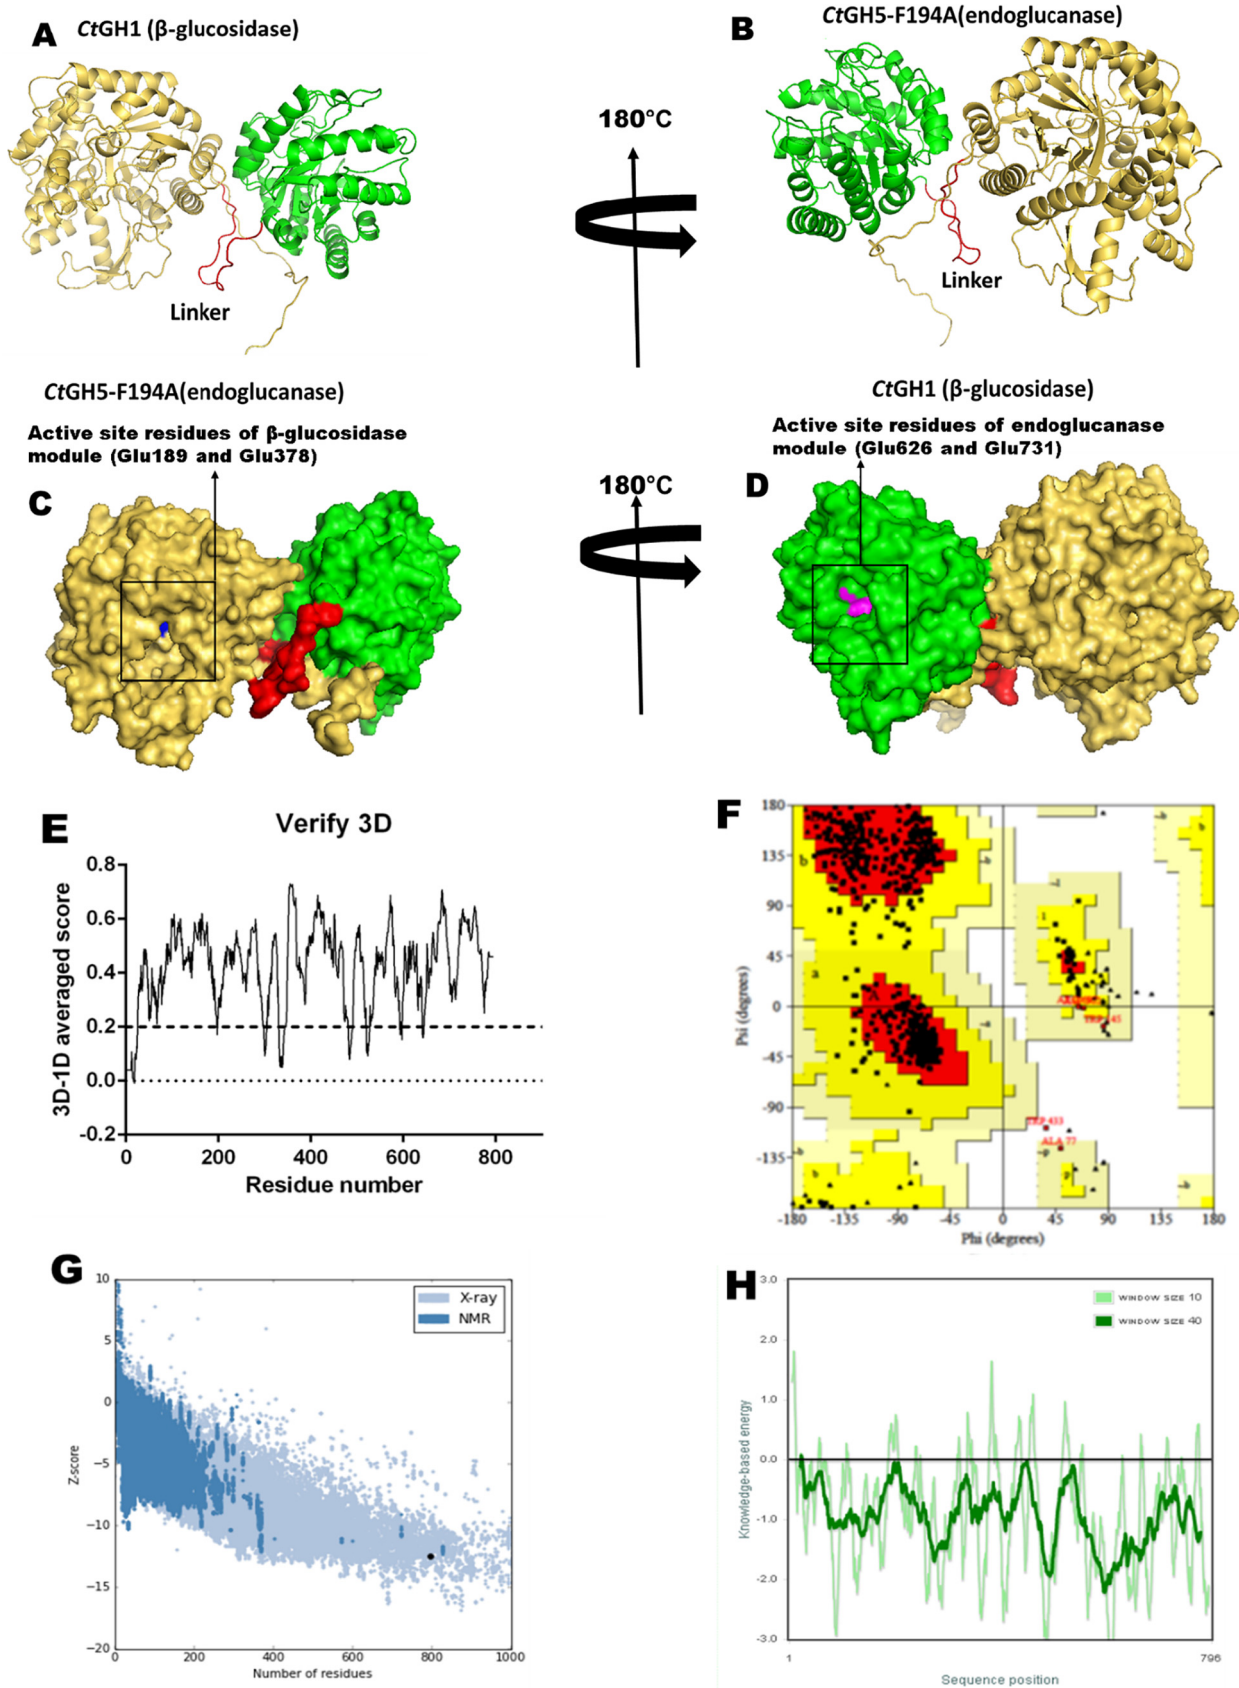 A
CtGH1 (β-glucosidase)
B
CtGH5-F194A(endoglucanase)
180°C
Linker
Linker
CtGH5-F194A(endoglucanase)
Active site residues of β-glucosidase
module (Glu189 and Glu378)
CtGH1 (β-glucosidase)
Active site residues of endoglucanase
module (Glu626 and Glu731)
C
180°C
D
E
Verify 3D
3D-1D averaged score
0.8
0.6
0.4
0.2
0.0
-0.2
0 200 400 600 800
Residue number
F
180
135
90
45
0
-45
-90
-135
-180 -135 -90 -45 0 45 90 135 180
Psi (degrees)
Phi (degrees)
b
A
a
l
ALA 77
p
G
10
5
0
−5
−10
−15
−20
Z-score
X-ray
NMR
0 200 400 600 800 1000
Number of residues
H
3.0
2.0
1.0
0.0
-1.0
-2.0
-3.0
Knowledge-based energy
WINDOW SIZE 10
WINDOW SIZE 40
1 796
Sequence position